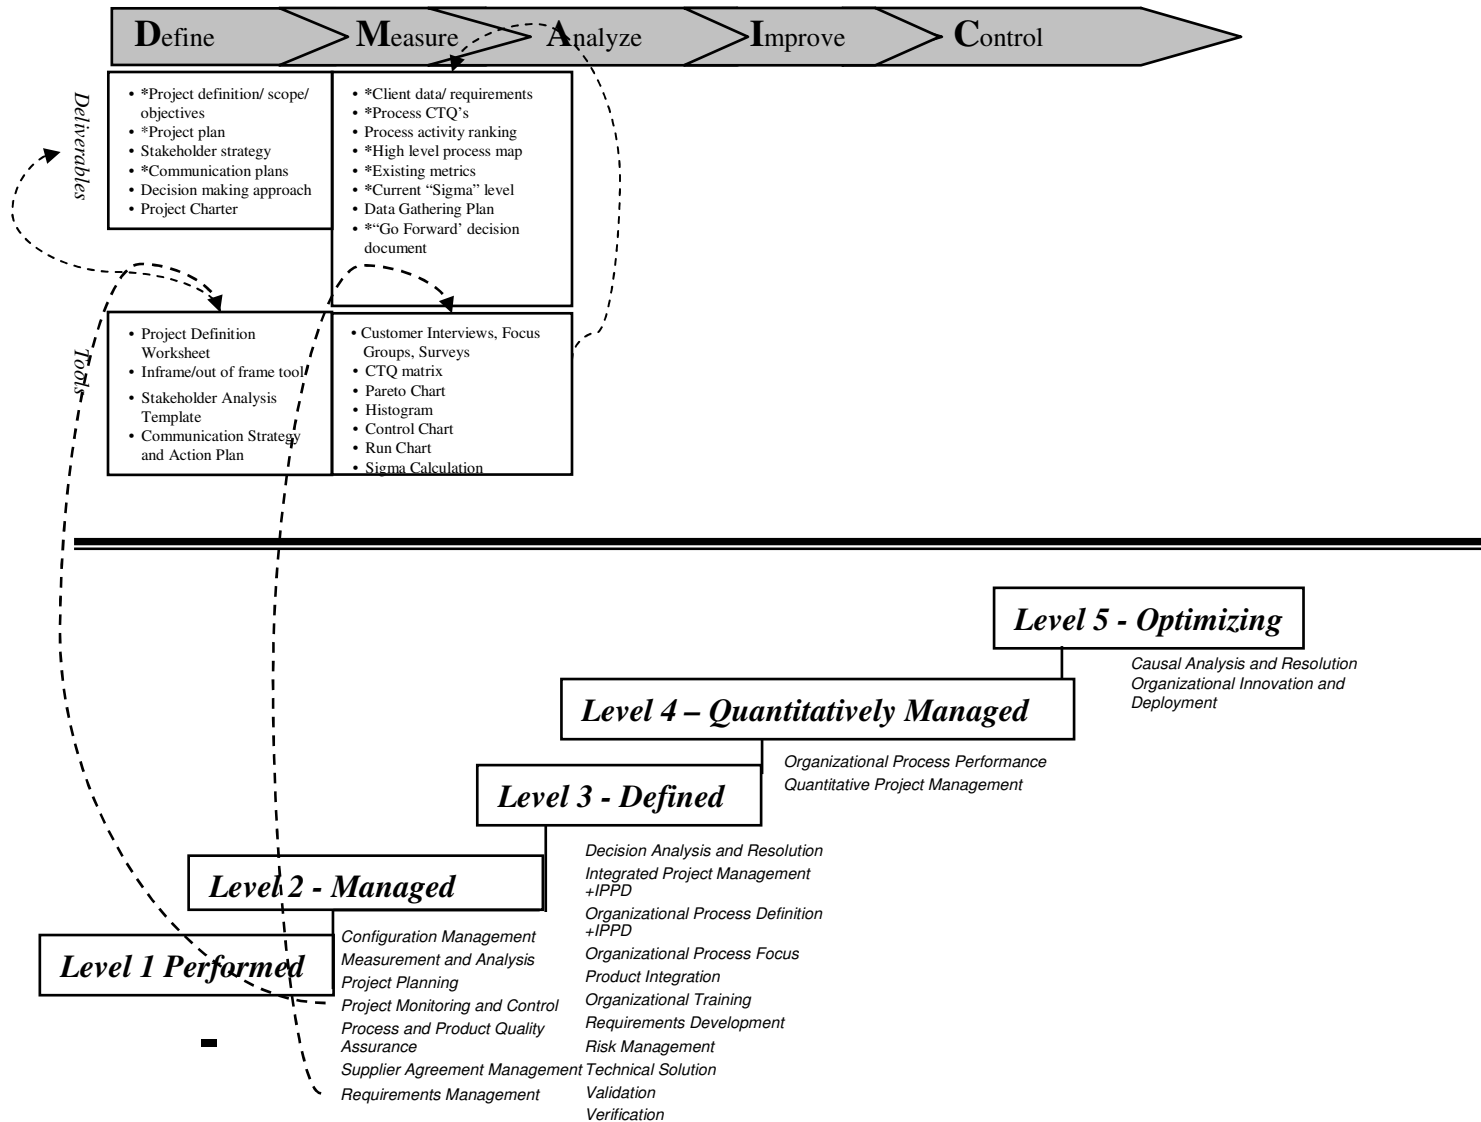 Define
Measure
Analyze
Improve
Control
Deliverables
• *Project definition/ scope/
objectives
• *Project plan
• Stakeholder strategy
• *Communication plans
• Decision making approach
• Project Charter
• *Client data/ requirements
• *Process CTQ’s
• Process activity ranking
• *High level process map
• *Existing metrics
• *Current “Sigma” level
• Data Gathering Plan
• *“Go Forward’ decision
document
Tools
• Project Definition
Worksheet
• Inframe/out of frame tool
• Stakeholder Analysis
Template
• Communication Strategy
and Action Plan
• Customer Interviews, Focus
Groups, Surveys
• CTQ matrix
• Pareto Chart
• Histogram
• Control Chart
• Run Chart
• Sigma Calculation
Level 5 - Optimizing
Causal Analysis and Resolution
Organizational Innovation and
Deployment
Level 4 – Quantitatively Managed
Organizational Process Performance
Quantitative Project Management
Level 3 - Defined
Decision Analysis and Resolution
Integrated Project Management
+IPPD
Organizational Process Definition
+IPPD
Organizational Process Focus
Product Integration
Organizational Training
Requirements Development
Risk Management
Technical Solution
Validation
Verification
Level 2 - Managed
Configuration Management
Measurement and Analysis
Project Planning
Project Monitoring and Control
Process and Product Quality
Assurance
Supplier Agreement Management
Requirements Management
Level 1 Performed